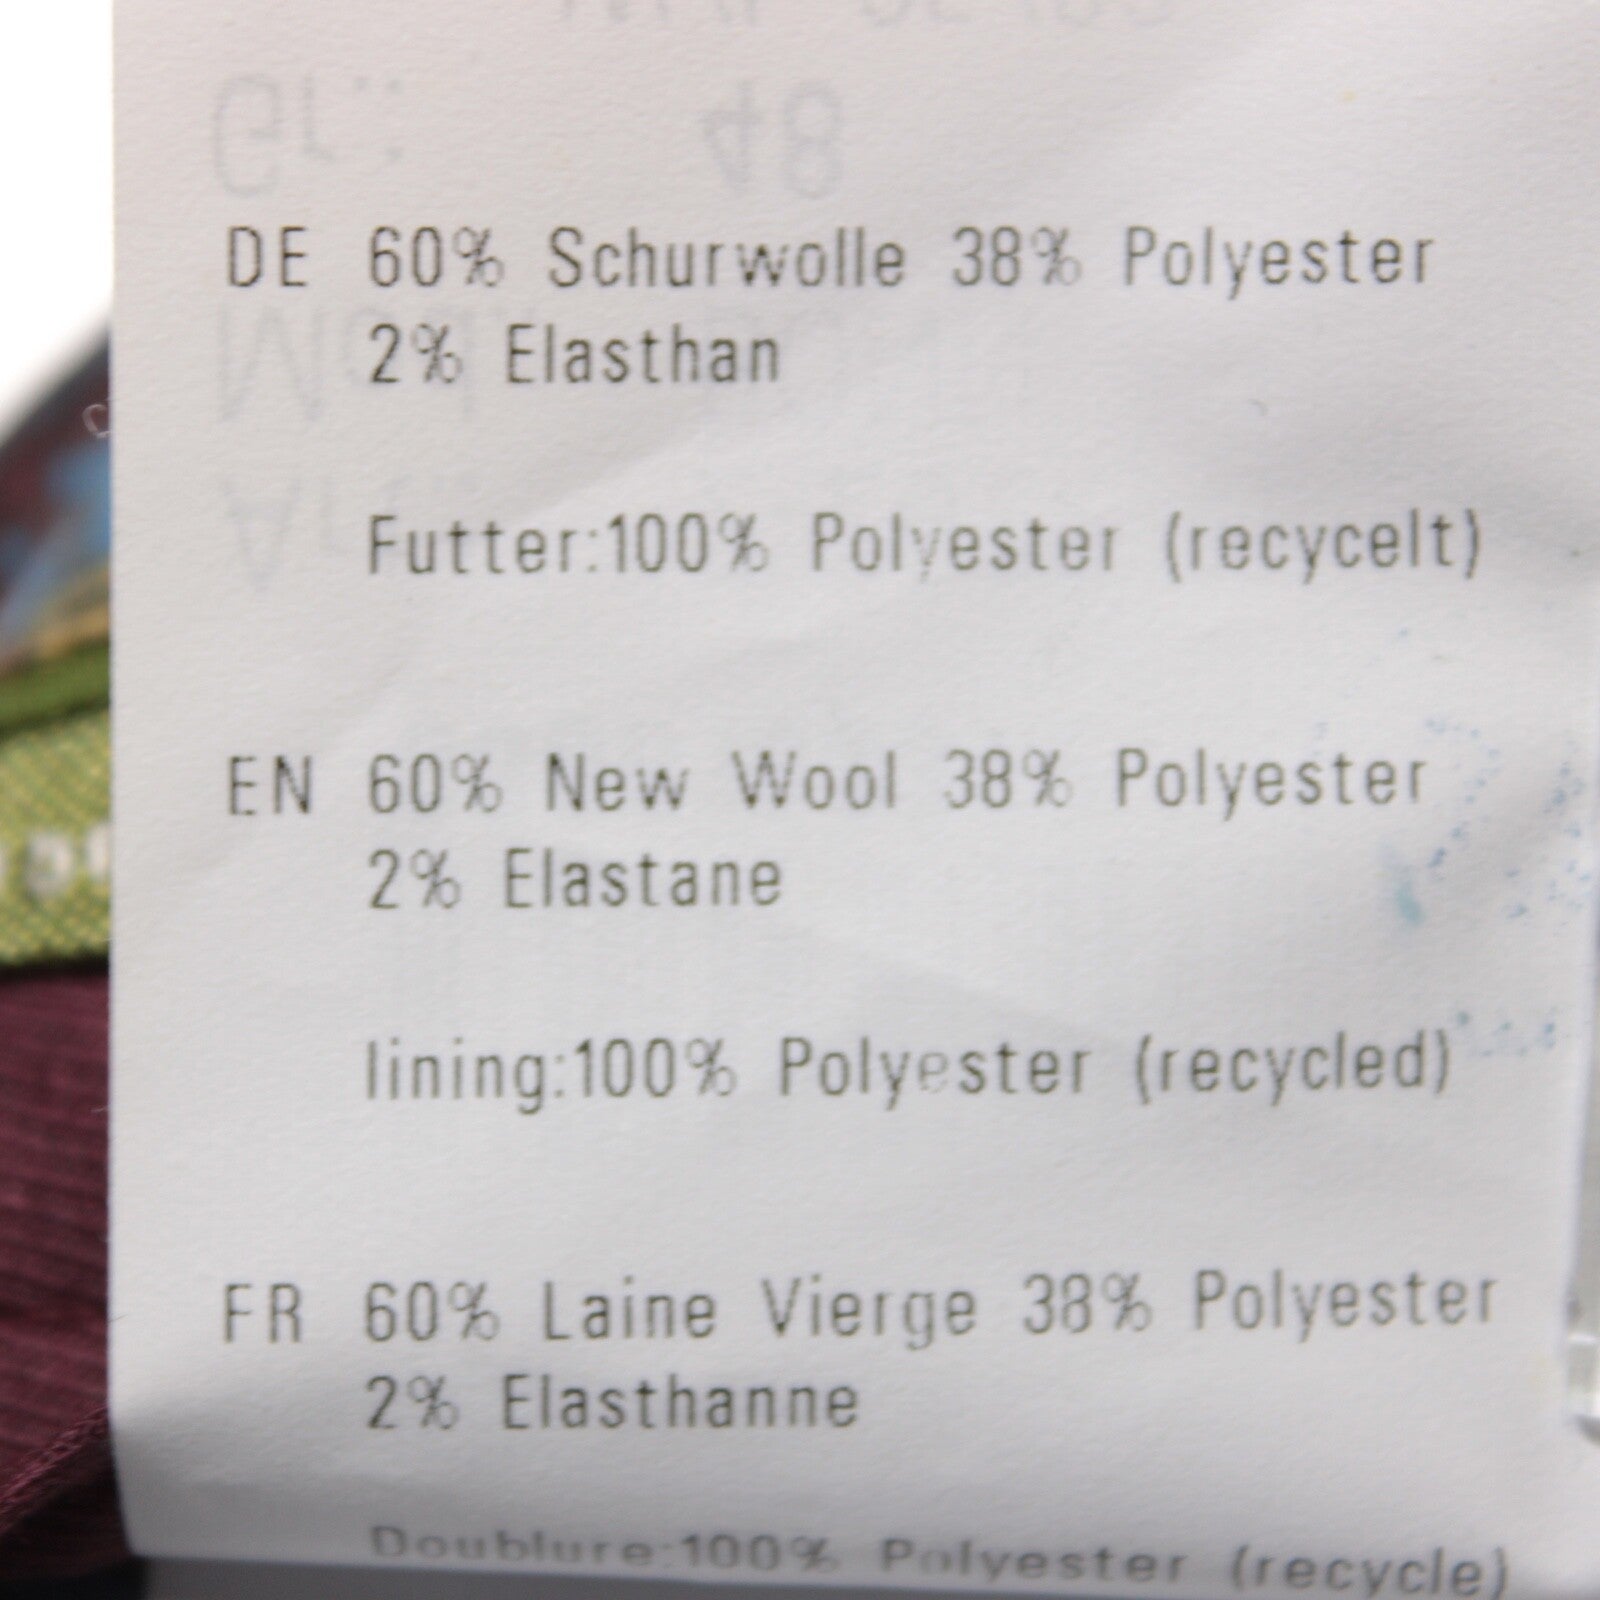 DE 60% Schurwolle 38% Polyester
2% Elasthan
Futter:100% Polyester (recycelt)
EN 60% New Wool 38% Polyester
2% Elastane
lining:100% Polyester (recycled)
FR 60% Laine Vierge 38% Polyester
2% Elasthanne
Doublure:100% Polyester (recycle)